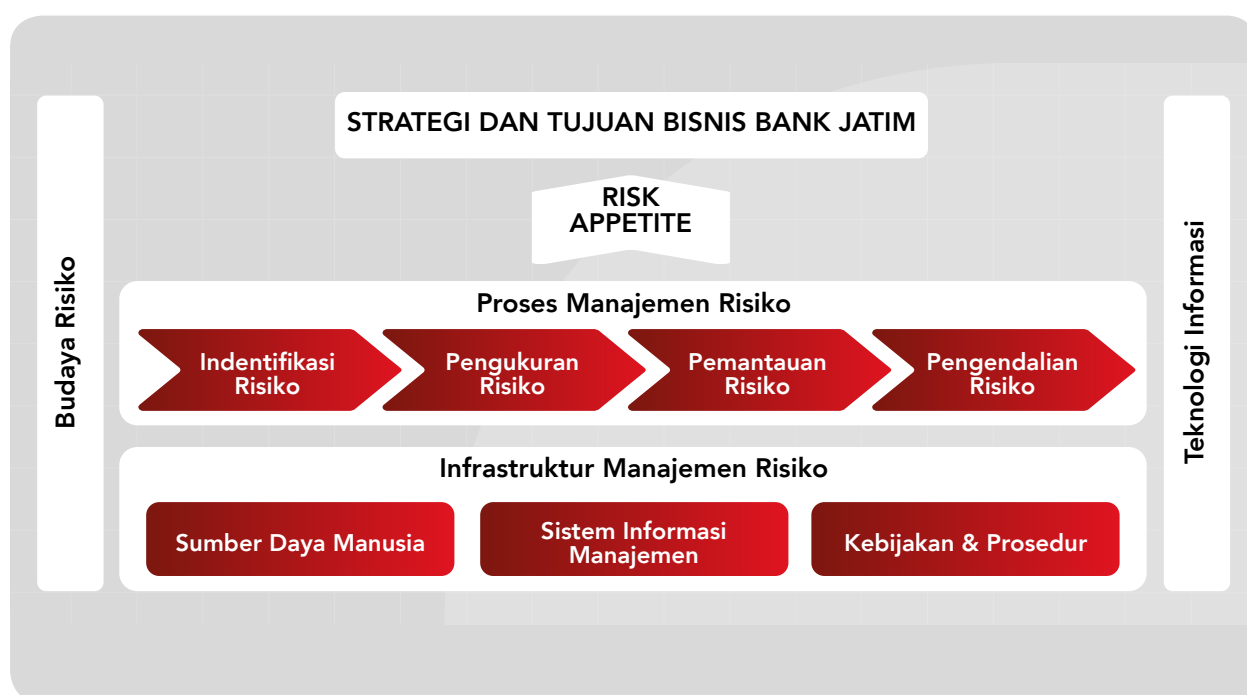 STRATEGI DAN TUJUAN BISNIS BANK JATIM
RISK
APPETITE
Budaya Risiko
Proses Manajemen Risiko
Indentifikasi
Risiko
Pengukuran
Risiko
Pemantauan
Risiko
Pengendalian
Risiko
Infrastruktur Manajemen Risiko
Sumber Daya Manusia
Sistem Informasi
Manajemen
Kebijakan & Prosedur
Teknologi Informasi